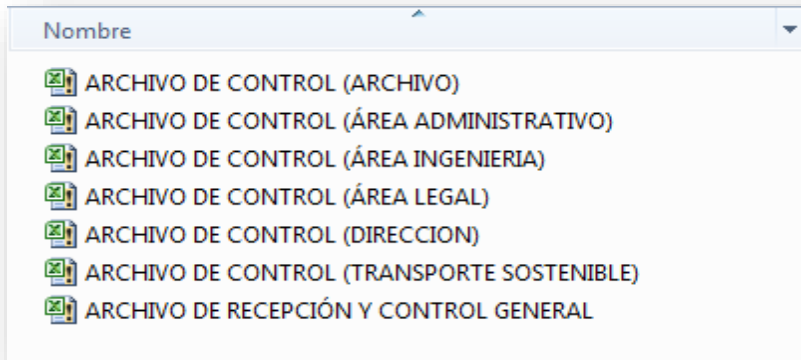 Nombre
ARCHIVO DE CONTROL (ARCHIVO)
ARCHIVO DE CONTROL (ÁREA ADMINISTRATIVO)
ARCHIVO DE CONTROL (ÁREA INGENIERIA)
ARCHIVO DE CONTROL (ÁREA LEGAL)
ARCHIVO DE CONTROL (DIRECCION)
ARCHIVO DE CONTROL (TRANSPORTE SOSTENIBLE)
ARCHIVO DE RECEPCIÓN Y CONTROL GENERAL